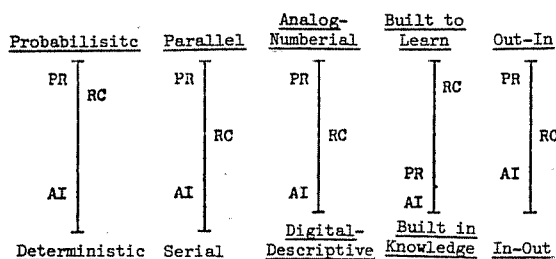 Analog- Built to
Probabilisitc Parallel Numberial Learn Out-In
PR PR PR RC PR
RC
RC RC RC
PR
AI AI AI AI AI
Digital- Built in
Deterministic Serial Descriptive Knowledge In-Out